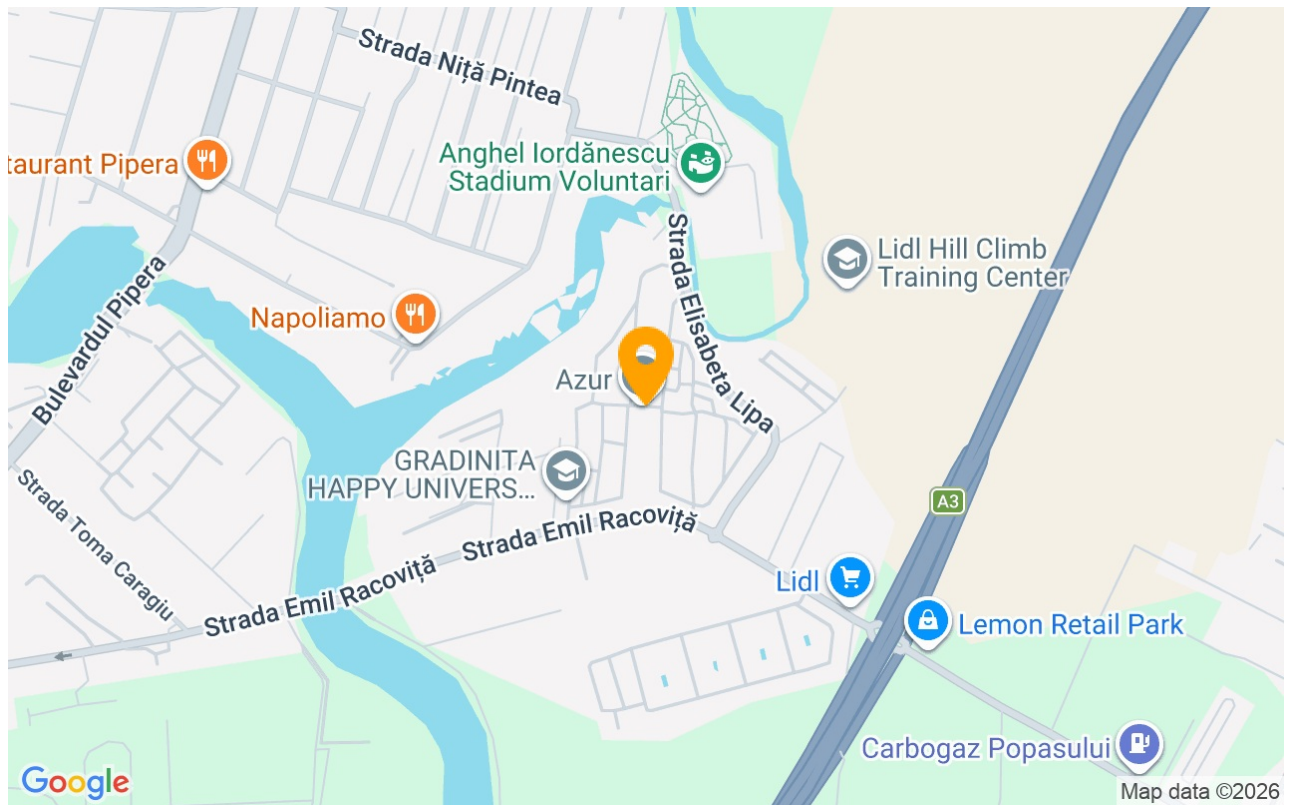 Strada Niță Pintea
taurant Pipera
Anghel Iordănescu
Stadium Voluntari
Strada Elisabeta Lipa
Lidl Hill Climb
Training Center
Bulevardul Pipera
Napoliamo
Azur
GRADINITA
HAPPY UNIVERS...
A3
Strada Toma Caragiu
Strada Emil Racoviță
Strada Emil Racoviță
Lidl
Lemon Retail Park
Carbogaz Popasului
Google
Map data ©2026